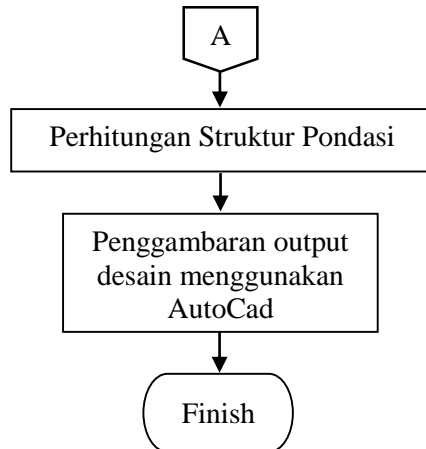 A
Perhitungan Struktur Pondasi
Penggambaran output
desain menggunakan
AutoCad
Finish